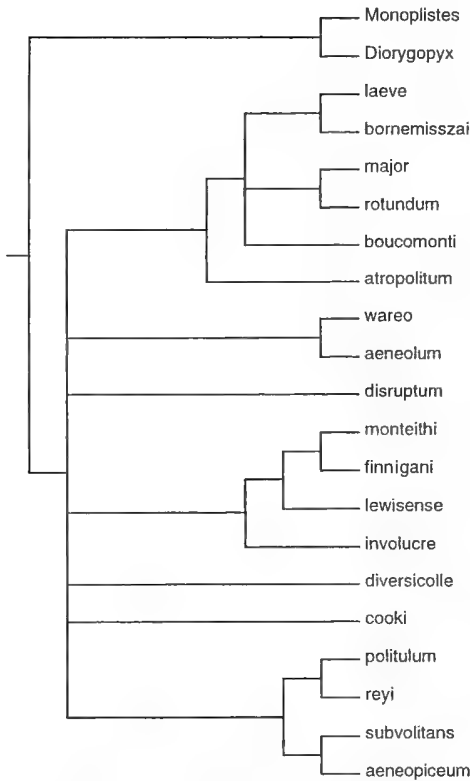 Monoplistes
Diorygopyx
laeve
bornemisszai
major
rotundum
boucomonti
atropolitum
wareo
aeneolum
disruptum
monteithi
finnigani
lewisense
involucre
diversicolle
cooki
politulum
reyi
subvolitans
aeneopiceum